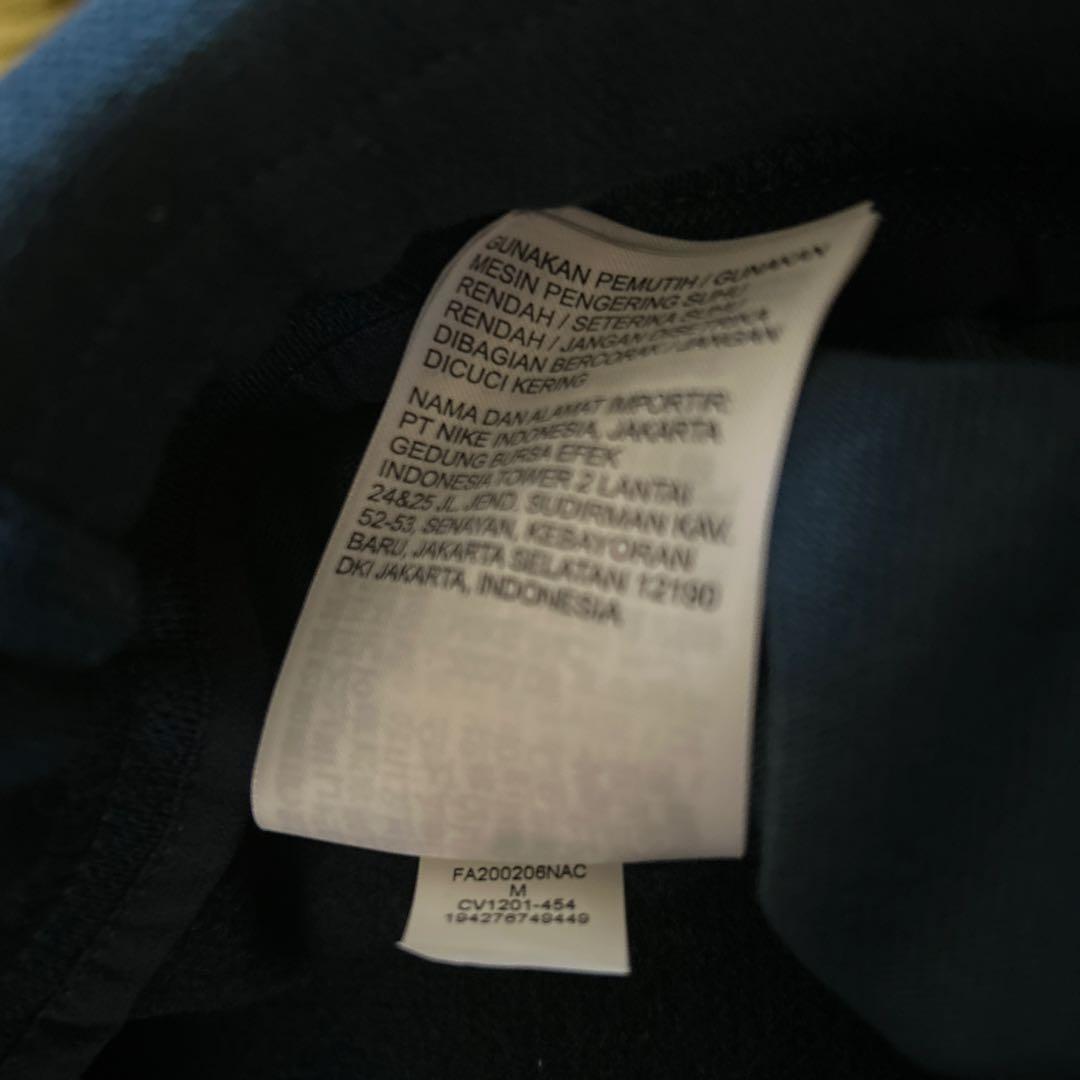 GUNAKAN PEMUTIH / GUNAKAN
MESIN PENGERING SUHU
RENDAH / SETERIKA SUHU
RENDAH / JANGAN DISETRIKA
DIBAGIAN BERCORAK / JANGAN
DICUCI KERING
NAMA DAN ALAMAT IMPORTIR:
PT NIKE INDONESIA, JAKARTA
GEDUNG BURSA EFEK
INDONESIA TOWER 2 LANTAI
24&25 JL. JEND. SUDIRMAN KAV.
52-53, SENAYAN, KEBAYORAN
BARU, JAKARTA SELATAN 12190
DKI JAKARTA, INDONESIA
FA200206NAC
M
CV1201-454
194276749449